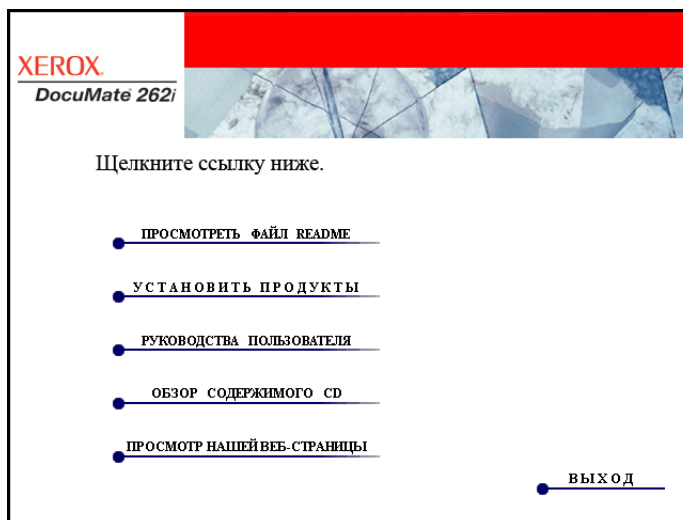 XEROX.
DocuMate 262i
Щелкните ссылку ниже.
ПРОСМОТРЕТЬ ФАЙЛ README
УСТАНОВИТЬ ПРОДУКТЫ
РУКОВОДСТВА ПОЛЬЗОВАТЕЛЯ
ОБЗОР СОДЕРЖИМОГО CD
ПРОСМОТР НАШЕЙ ВЕБ-СТРАНИЦЫ
ВЫХОД